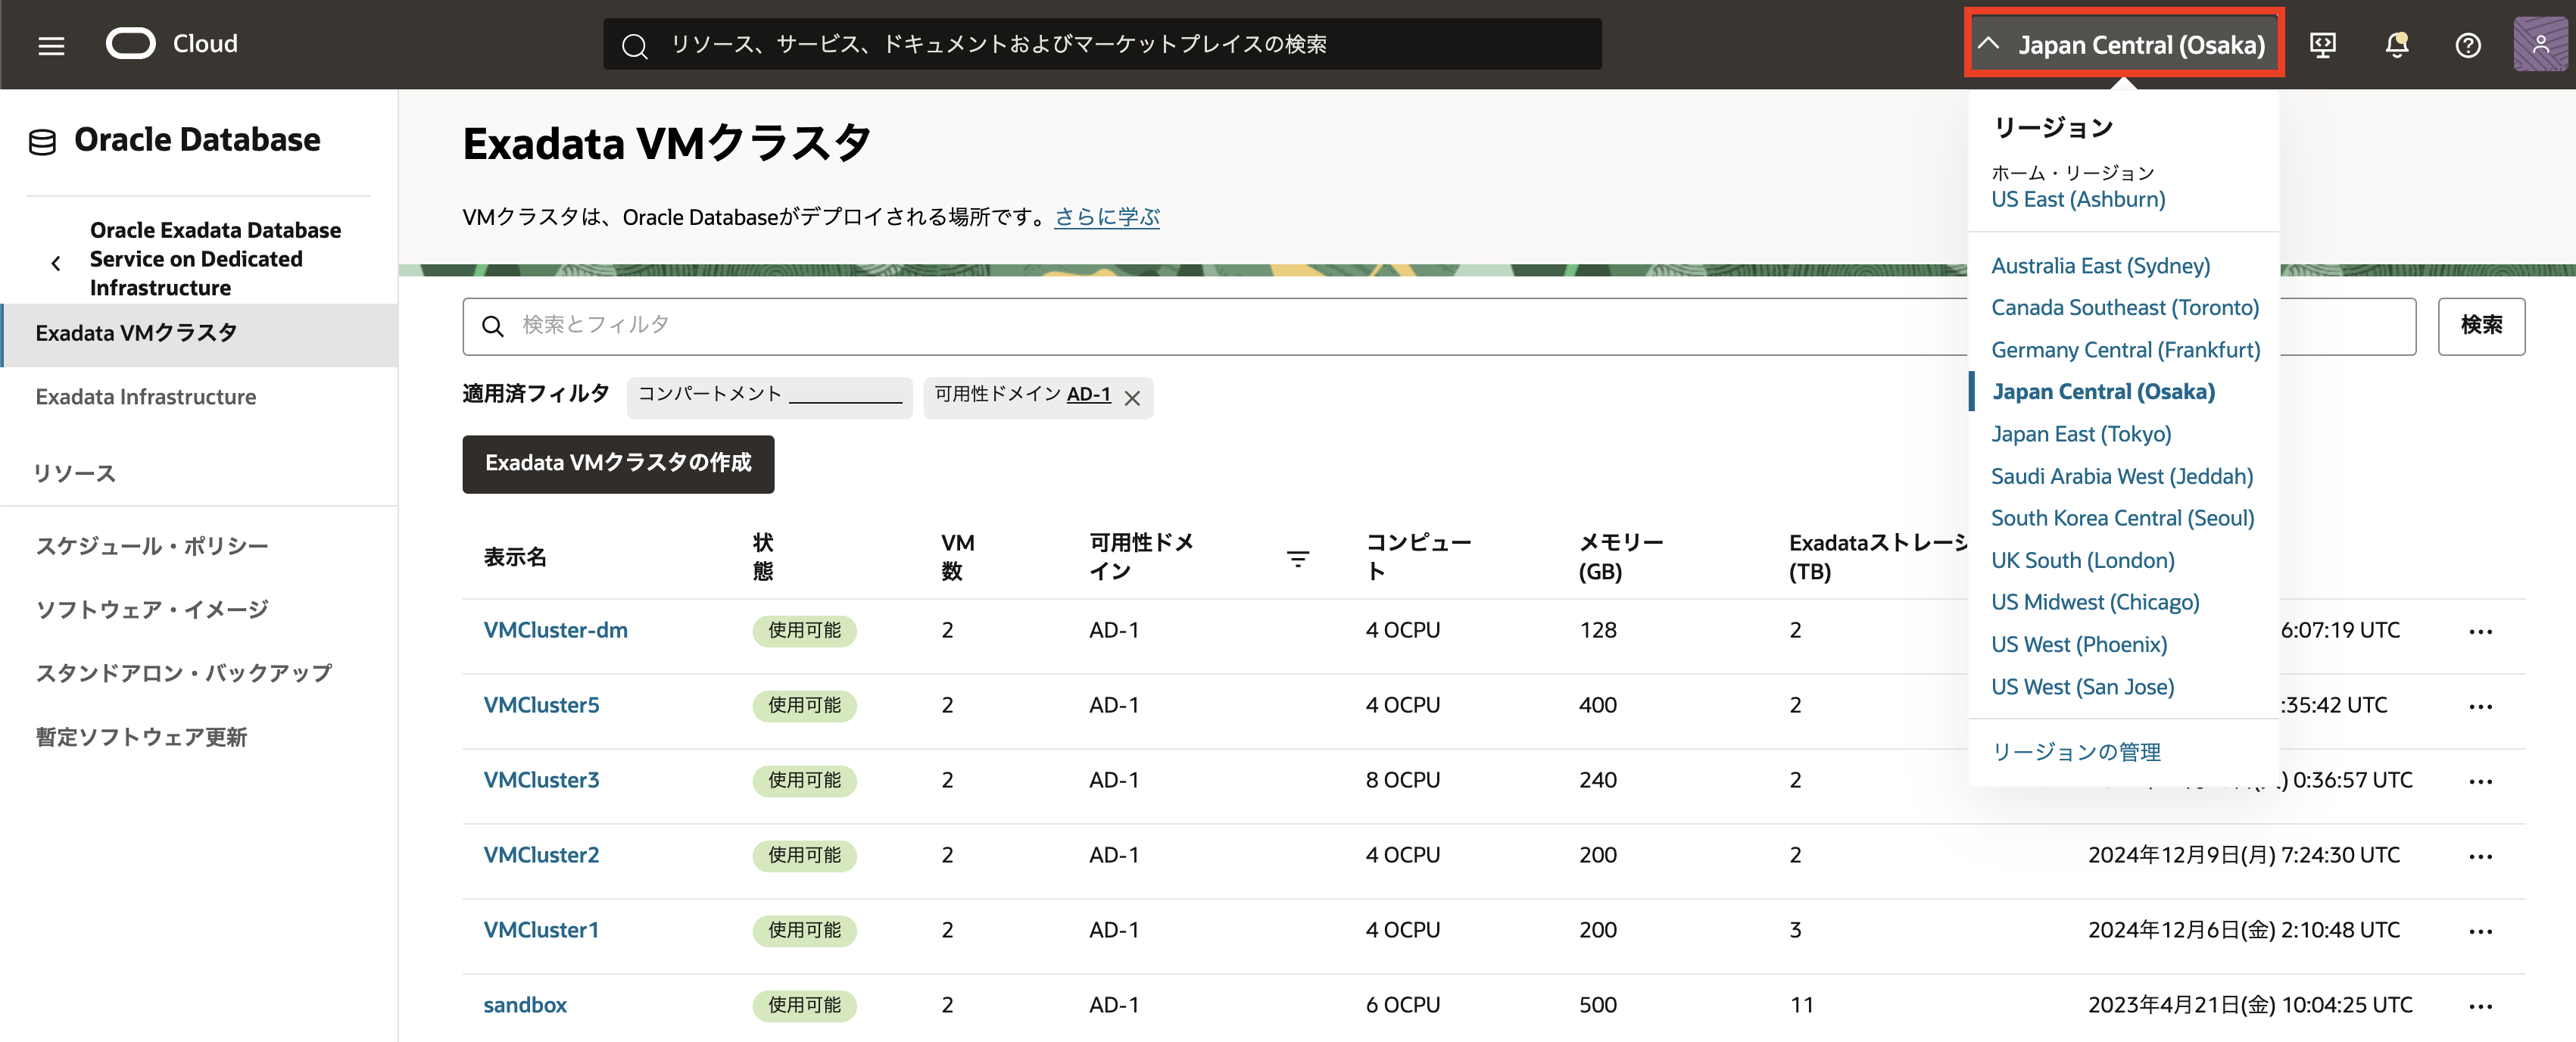 Cloud
リソース、サービス、ドキュメントおよびマーケットプレイスの検索
Japan Central (Osaka)
Oracle Database
Oracle Exadata Database
Service on Dedicated
Infrastructure
Exadata VMクラスタ
Exadata Infrastructure
リソース
スケジュール・ポリシー
ソフトウェア・イメージ
スタンドアロン・バックアップ
暫定ソフトウェア更新
Exadata VMクラスタ
VMクラスタは、Oracle Databaseがデプロイされる場所です。さらに学ぶ
検索とフィルタ
検索
適用済フィルタ コンパートメント 可用性ドメイン AD-1
Exadata VMクラスタの作成
表示名 状態 VM数 可用性ドメイン コンピュート メモリー(GB) Exadataストレージ(TB)
VMCluster-dm 使用可能 2 AD-1 4 OCPU 128 2 6:07:19 UTC
VMCluster5 使用可能 2 AD-1 4 OCPU 400 2 :35:42 UTC
VMCluster3 使用可能 2 AD-1 8 OCPU 240 2 ) 0:36:57 UTC
VMCluster2 使用可能 2 AD-1 4 OCPU 200 2 2024年12月9日(月) 7:24:30 UTC
VMCluster1 使用可能 2 AD-1 4 OCPU 200 3 2024年12月6日(金) 2:10:48 UTC
sandbox 使用可能 2 AD-1 6 OCPU 500 11 2023年4月21日(金) 10:04:25 UTC
リージョン
ホーム・リージョン
US East (Ashburn)
Australia East (Sydney)
Canada Southeast (Toronto)
Germany Central (Frankfurt)
Japan Central (Osaka)
Japan East (Tokyo)
Saudi Arabia West (Jeddah)
South Korea Central (Seoul)
UK South (London)
US Midwest (Chicago)
US West (Phoenix)
US West (San Jose)
リージョンの管理